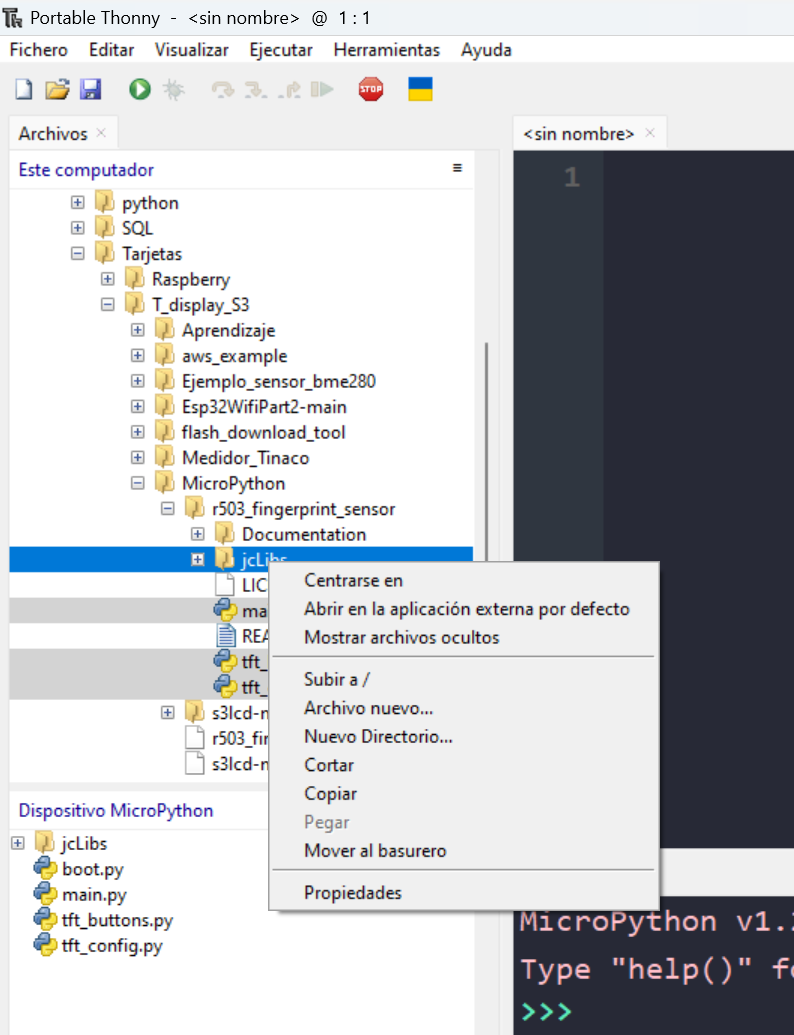 Portable Thonny - <sin nombre> @ 1 : 1
Fichero Editar Visualizar Ejecutar Herramientas Ayuda
STOP
Archivos ×
Este computador ≡
python
SQL
Tarjetas
Raspberry
T_display_S3
Aprendizaje
aws_example
Ejemplo_sensor_bme280
Esp32WifiPart2-main
flash_download_tool
Medidor_Tinaco
MicroPython
r503_fingerprint_sensor
Documentation
jcLibs
LIC
ma
REA
tft_
tft_
s3lcd-
r503_fi
s3lcd-
Centrarse en
Abrir en la aplicación externa por defecto
Mostrar archivos ocultos
Subir a /
Archivo nuevo...
Nuevo Directorio...
Cortar
Copiar
Pegar
Mover al basurero
Propiedades
Dispositivo MicroPython
jcLibs
boot.py
main.py
tft_buttons.py
tft_config.py
<sin nombre> ×
1
MicroPython v1.
Type "help()" f
>>>